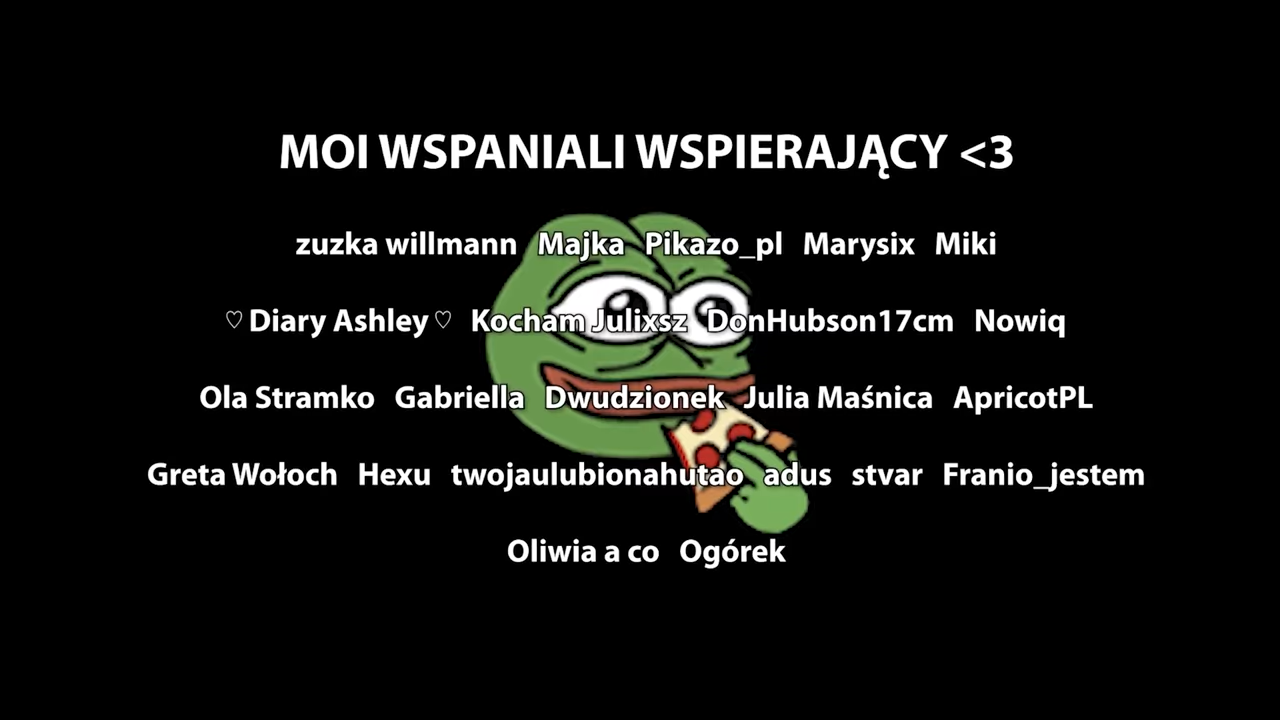 MOI WSPANIALI WSPIERAJĄCY <3
zuzka willmann Majka Pikazo_pl Marysix Miki
♡ Diary Ashley ♡ Kocham Julixsz DonHubson17cm Nowiq
Ola Stramko Gabriella Dwudzionek Julia Maśnica ApricotPL
Greta Wołoch Hexu twojaulubionahutao adus stvar Franio_jestem
Oliwia a co Ogórek